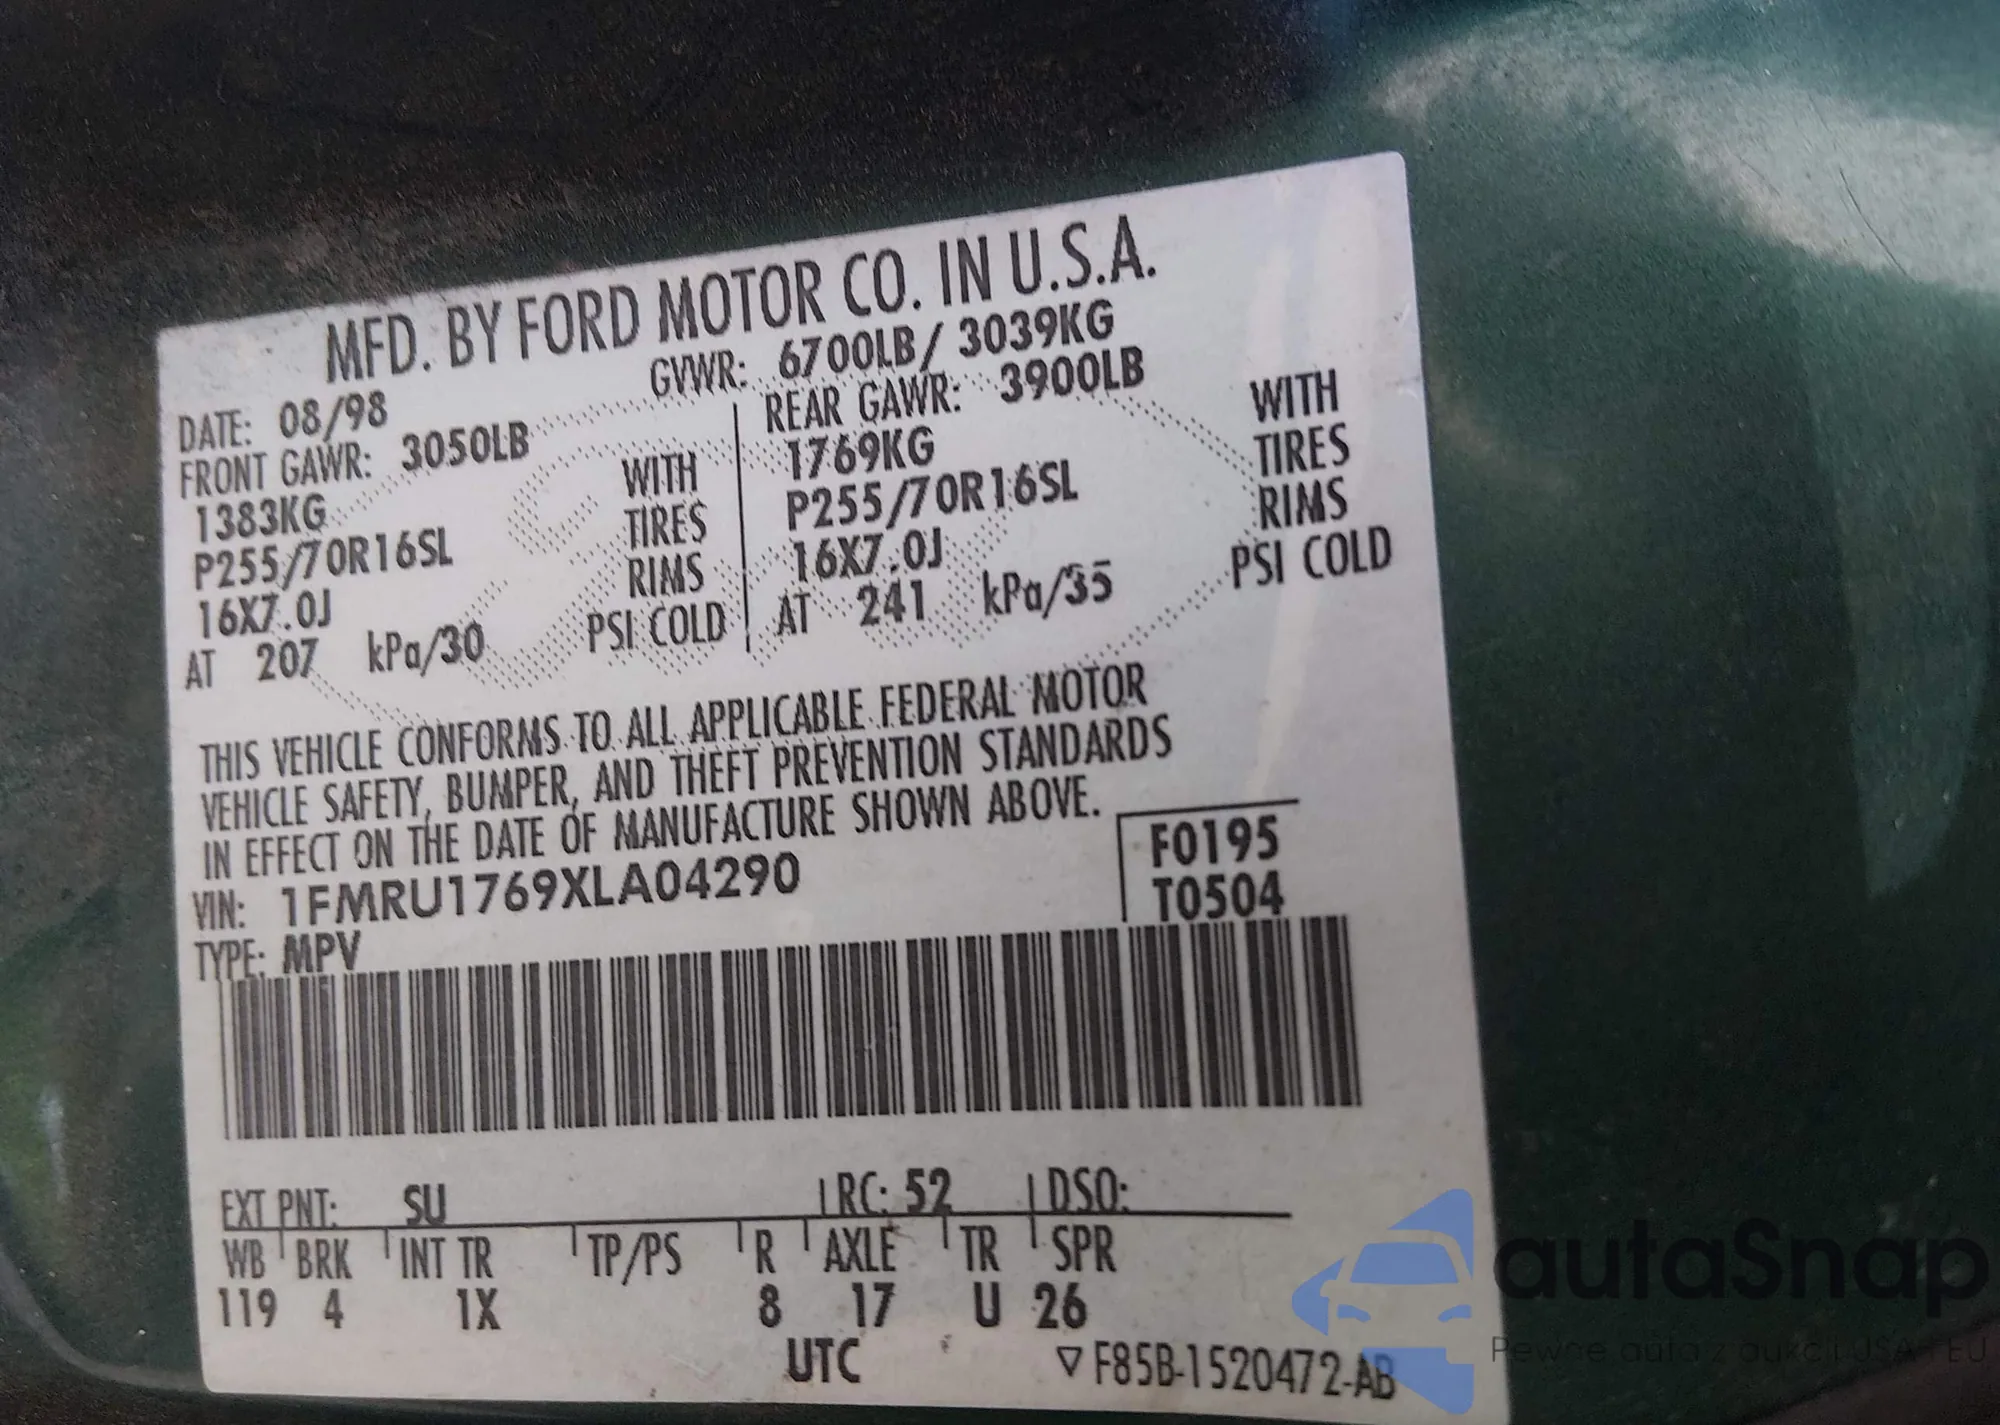 MFD. BY FORD MOTOR CO. IN U.S.A.
DATE: 08/98 GVWR: 6700LB/ 3039KG
FRONT GAWR: 3050LB REAR GAWR: 3900LB
1383KG WITH 1769KG WITH
P255/70R16SL TIRES P255/70R16SL TIRES
16X7.0J RIMS 16X7.0J RIMS
AT 207 kPa/30 PSI COLD AT 241 kPa/35 PSI COLD
THIS VEHICLE CONFORMS TO ALL APPLICABLE FEDERAL MOTOR
VEHICLE SAFETY, BUMPER, AND THEFT PREVENTION STANDARDS
IN EFFECT ON THE DATE OF MANUFACTURE SHOWN ABOVE.
VIN: 1FMRU1769XLA04290 F0195
TYPE: MPV T0504
EXT PNT: SU RC: 52 DSO:
WB BRK INT TR TP/PS R AXLE TR SPR
119 4 1X 8 17 U 26
UTC ▽ F85B-1520472-AB
autaSnap
Pewne auta z aukcji USA i EU